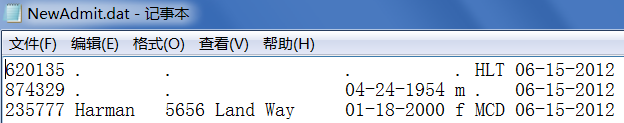 NewAdmit.dat - 记事本
文件(F) 编辑(E) 格式(O) 查看(V) 帮助(H)
620135 . . . . HLT 06-15-2012
874329 . . 04-24-1954 m . 06-15-2012
235777 Harman 5656 Land Way 01-18-2000 f MCD 06-15-2012